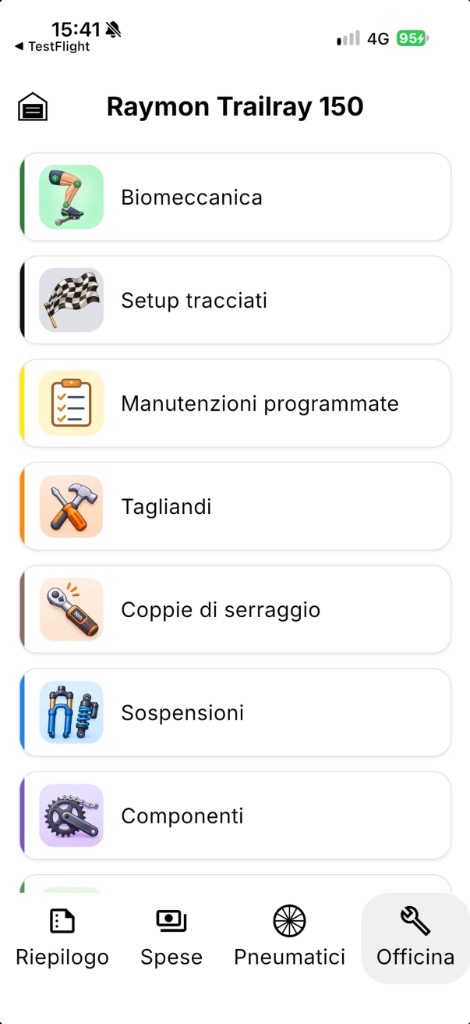 15:41
◀ TestFlight
4G
95
Raymon Trailray 150
Biomeccanica
Setup tracciati
Manutenzioni programmate
Tagliandi
Nm
Coppie di serraggio
Sospensioni
Componenti
Riepilogo
Spese
Pneumatici
Officina